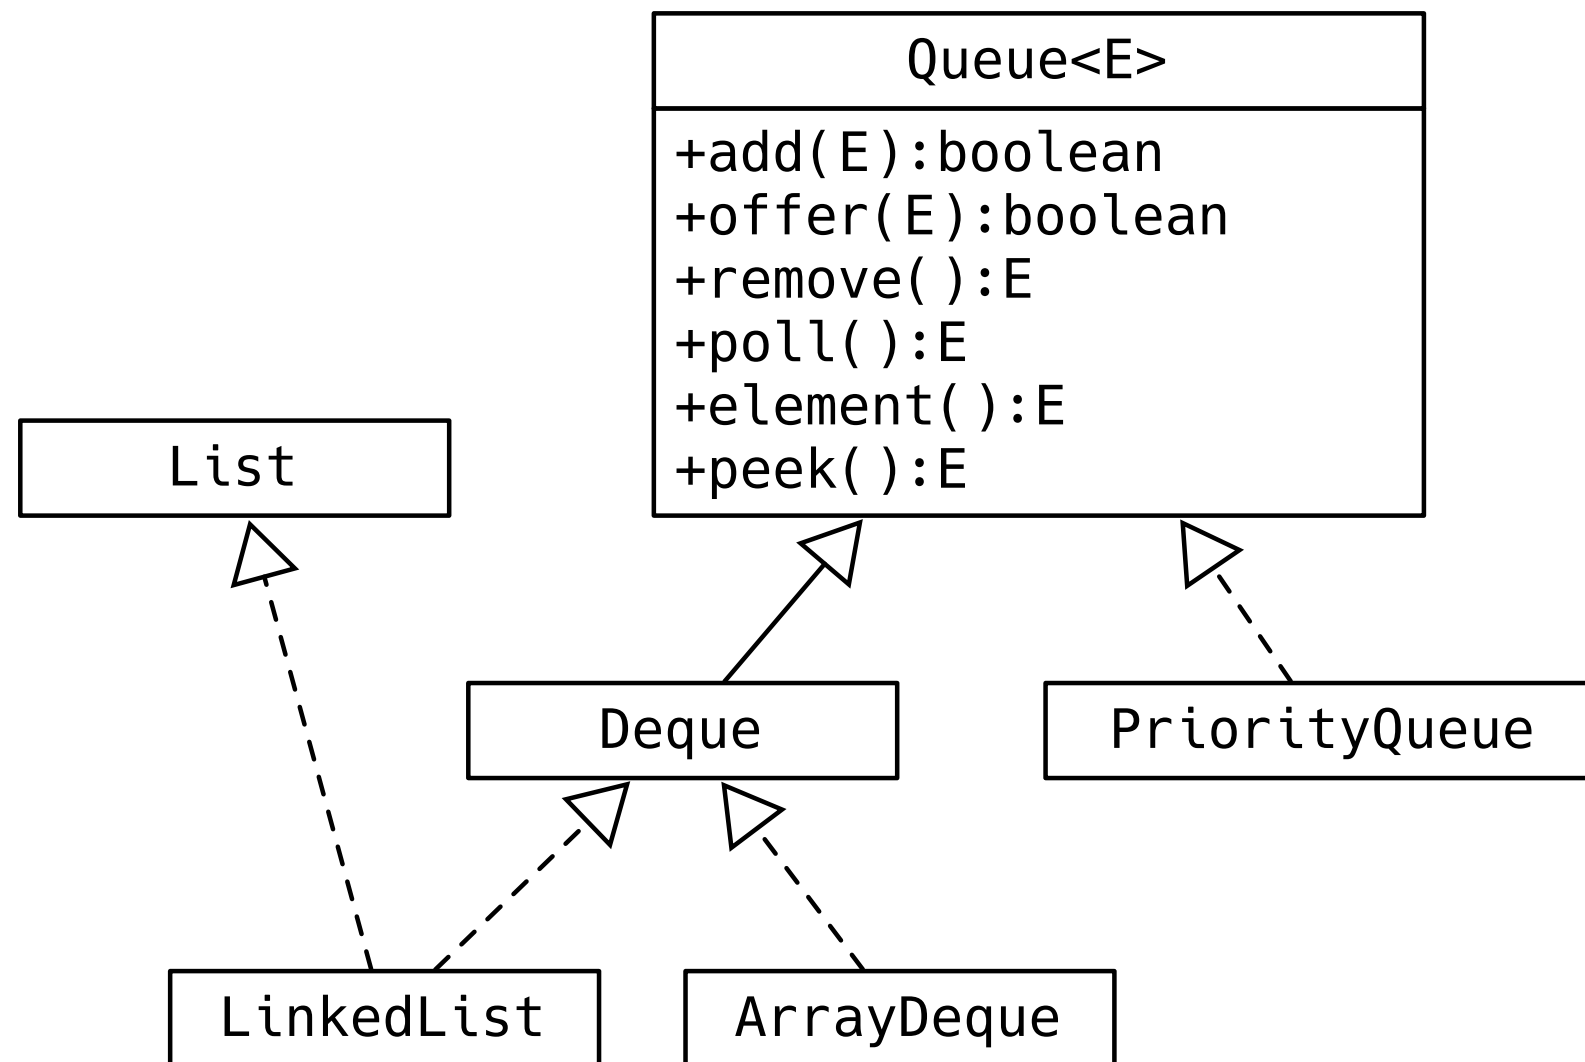 Queue<E>
+add(E):boolean
+offer(E):boolean
+remove():E
+poll():E
+element():E
+peek():E
List
Deque
PriorityQueue
LinkedList
ArrayDeque